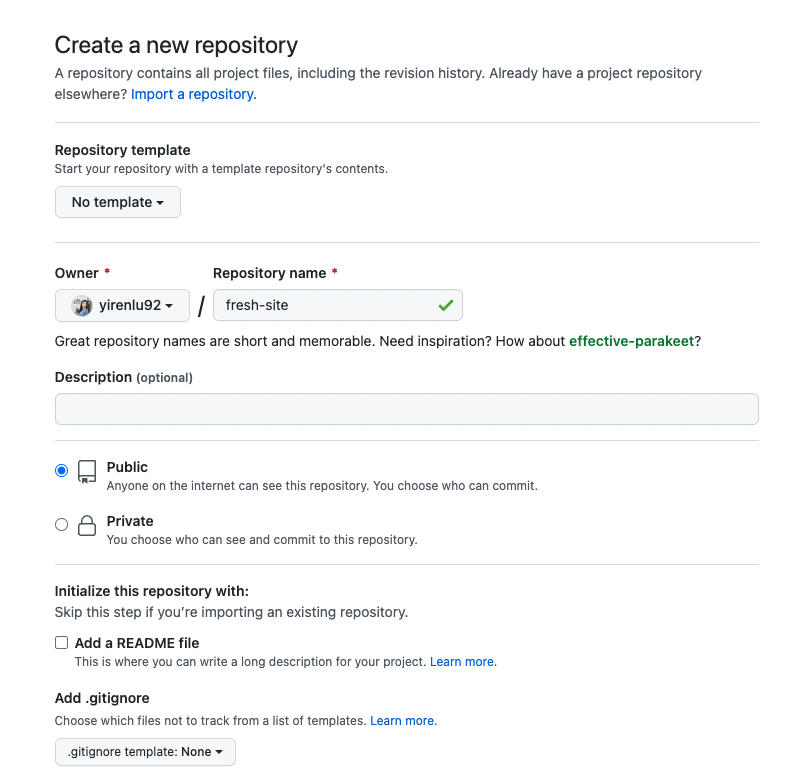 Create a new repository
A repository contains all project files, including the revision history. Already have a project repository
elsewhere? Import a repository.
Repository template
Start your repository with a template repository's contents.
No template
Owner *
Repository name *
yirenlu92
/
fresh-site
Great repository names are short and memorable. Need inspiration? How about effective-parakeet?
Description (optional)
Public
Anyone on the internet can see this repository. You choose who can commit.
Private
You choose who can see and commit to this repository.
Initialize this repository with:
Skip this step if you’re importing an existing repository.
Add a README file
This is where you can write a long description for your project. Learn more.
Add .gitignore
Choose which files not to track from a list of templates. Learn more.
.gitignore template: None